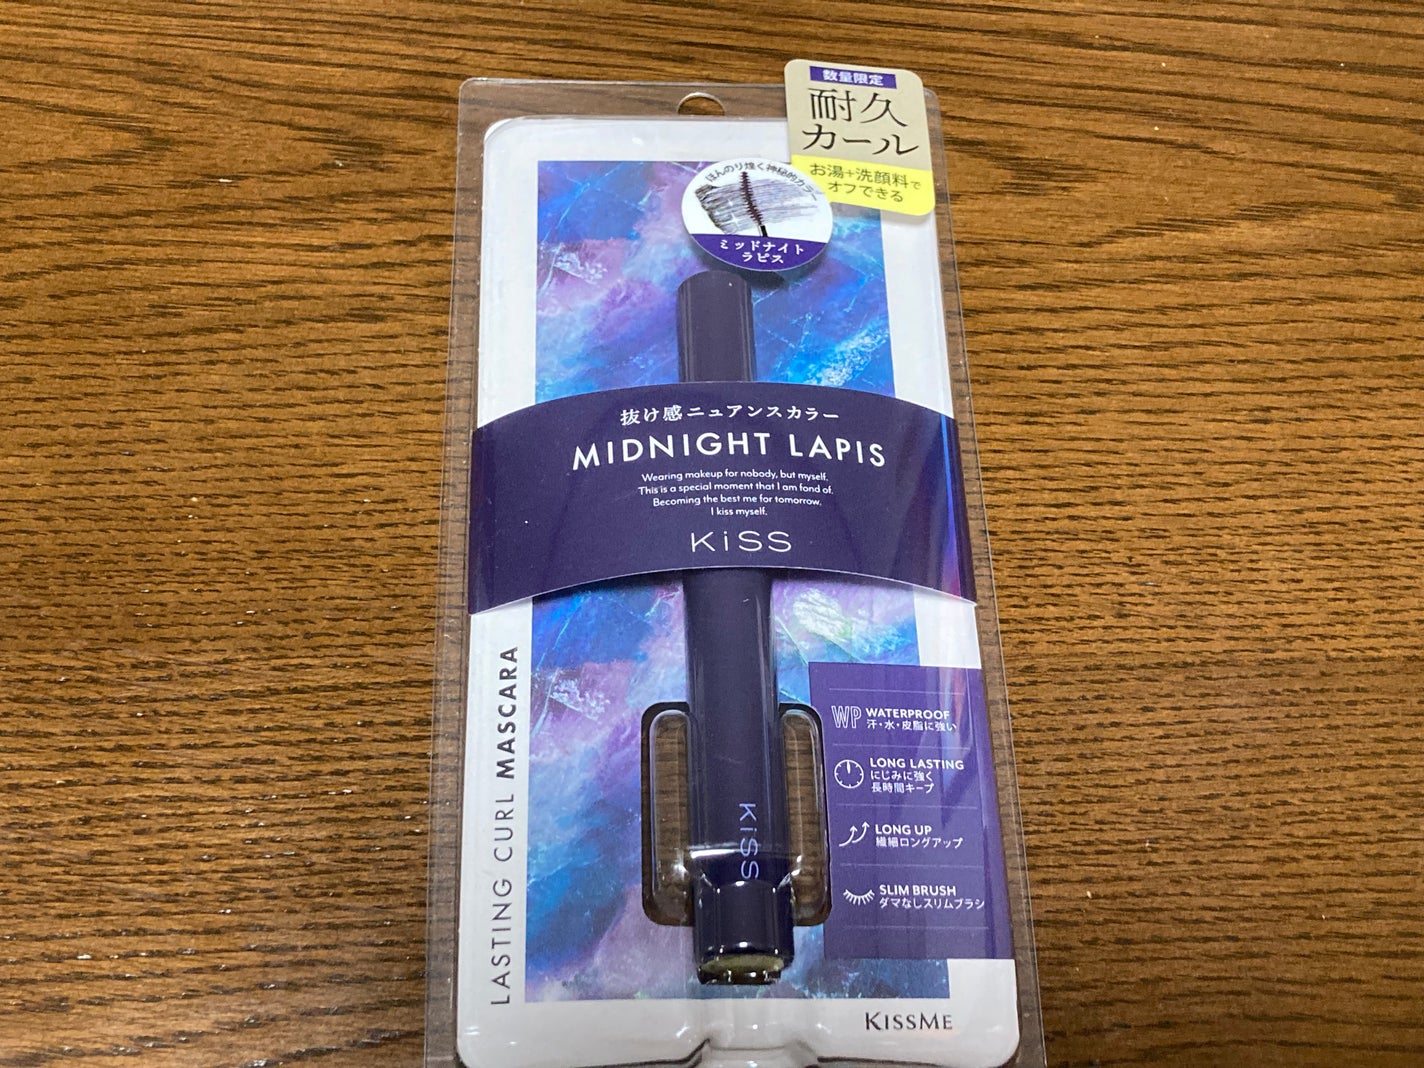 数量限定
耐久
カール
お湯+洗顔料で
オフできる
ほんのり煌く神秘的カラー
ミッドナイト
ラピス
抜け感ニュアンスカラー
MIDNIGHT LAPIS
Wearing makeup for nobody, but myself.
This is a special moment that I am fond of.
Becoming the best me for tomorrow.
I kiss myself.
KiSS
LASTING CURL MASCARA
KiSS
WP WATERPROOF
汗・水・皮脂に強い
LONG LASTING
にじみに強く
長時間キープ
LONG UP
繊細ロングアップ
SLIM BRUSH
ダマなしスリムブラシ
KISSME